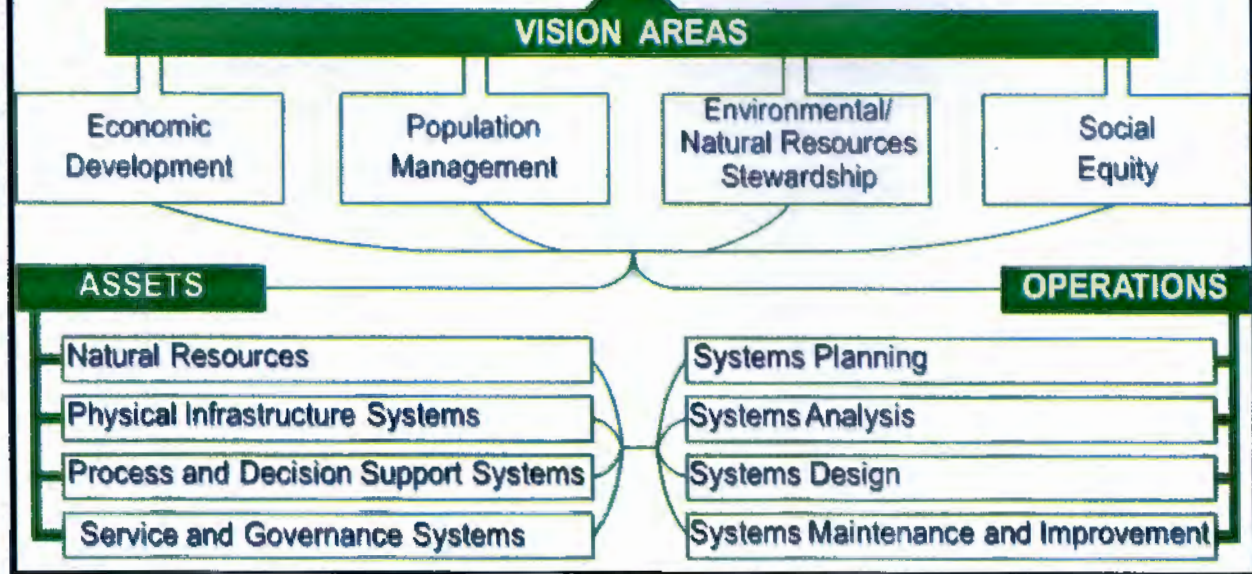 VISION AREAS
Economic
Development
Population
Management
Environmental/
Natural Resources
Stewardship
Social
Equity
ASSETS
Natural Resources
Physical Infrastructure Systems
Process and Decision Support Systems
Service and Governance Systems
OPERATIONS
Systems Planning
Systems Analysis
Systems Design
Systems Maintenance and Improvement